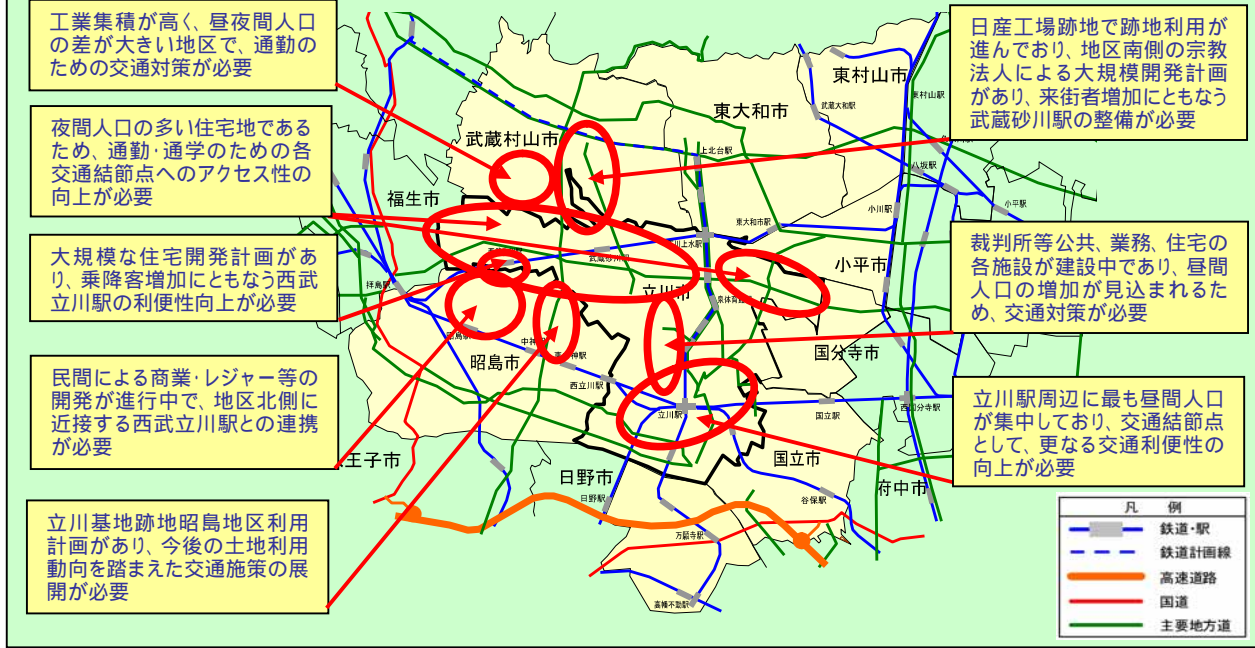 工業集積が高く、昼夜間人口
の差が大きい地区で、通勤の
ための交通対策が必要
夜間人口の多い住宅地である
ため、通勤・通学のための各
交通結節点へのアクセス性の
向上が必要
大規模な住宅開発計画があ
り、乗降客増加にともなう西武
立川駅の利便性向上が必要
民間による商業・レジャー等の
開発が進行中で、地区北側に
近接する西武立川駅との連携
が必要
立川基地跡地昭島地区利用
計画があり、今後の土地利用
動向を踏まえた交通施策の展
開が必要
日産工場跡地で跡地利用が
進んでおり、地区南側の宗教
法人による大規模開発計画
があり、来街者増加にともなう
武蔵砂川駅の整備が必要
裁判所等公共、業務、住宅の
各施設が建設中であり、昼間
人口の増加が見込まれるた
め、交通対策が必要
立川駅周辺に最も昼間人口
が集中しており、交通結節点
として、更なる交通利便性の
向上が必要
東村山市
東村山駅
武蔵大和駅
東大和市
武蔵村山市
上北台駅
八坂駅
福生市
小川駅
小平駅
東大和市駅
川上水駅
武蔵砂川
小平市
拝島駅
立川市
泉体育館
昭島駅
中神
神駅
国分寺市
昭島市
西立川駅
立川駅
国立駅
西国分寺駅
王子市
国立市
日野市
府中市
日野駅
谷保駅
万願寺駅
高幡不動駅
凡 例
鉄道・駅
鉄道計画線
高速道路
国道
主要地方道